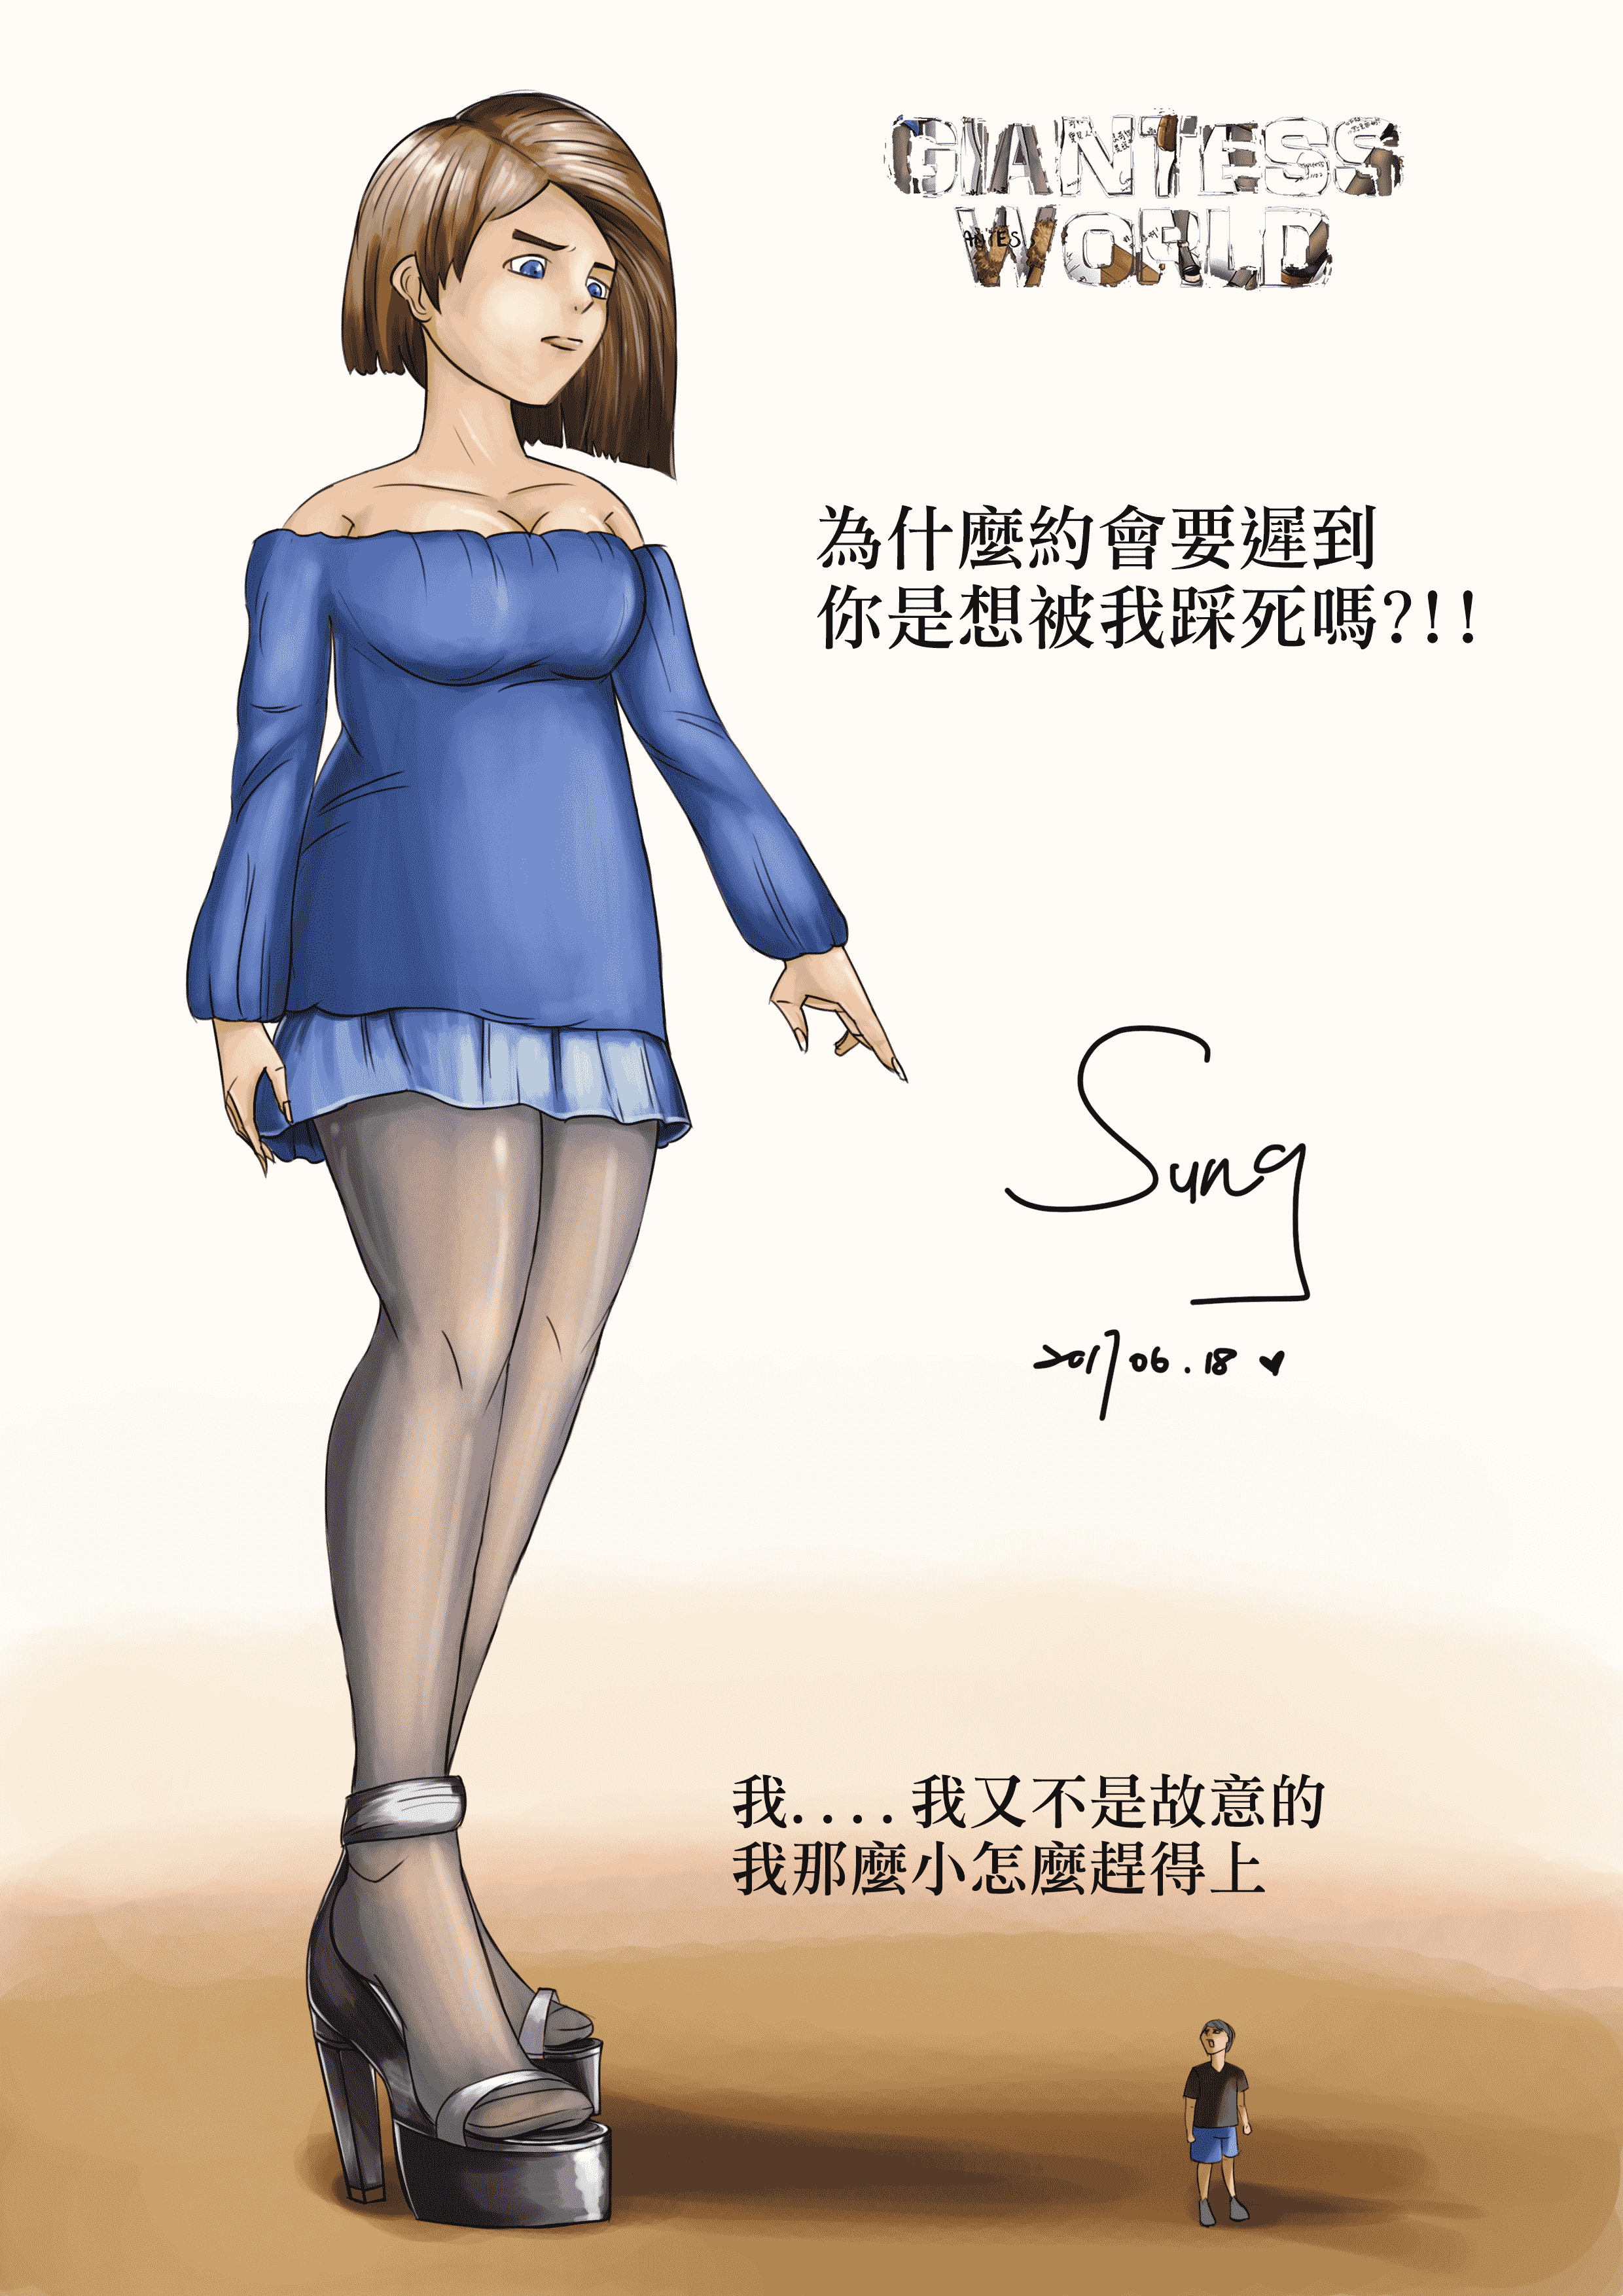 GIANTESS
WORLD
為什麼約會要遲到
你是想被我踩死嗎?!!
Sung
2017 06.18 ♥
我....我又不是故意的
我那麼小怎麼趕得上